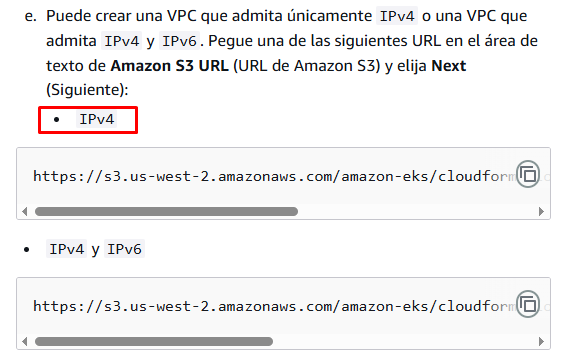 e. Puede crear una VPC que admita únicamente IPv4 o una VPC que
admita IPv4 y IPv6. Pegue una de las siguientes URL en el área de
texto de Amazon S3 URL (URL de Amazon S3) y elija Next
(Siguiente):
• IPv4
https://s3.us-west-2.amazonaws.com/amazon-eks/cloudform
• IPv4 y IPv6
https://s3.us-west-2.amazonaws.com/amazon-eks/cloudform